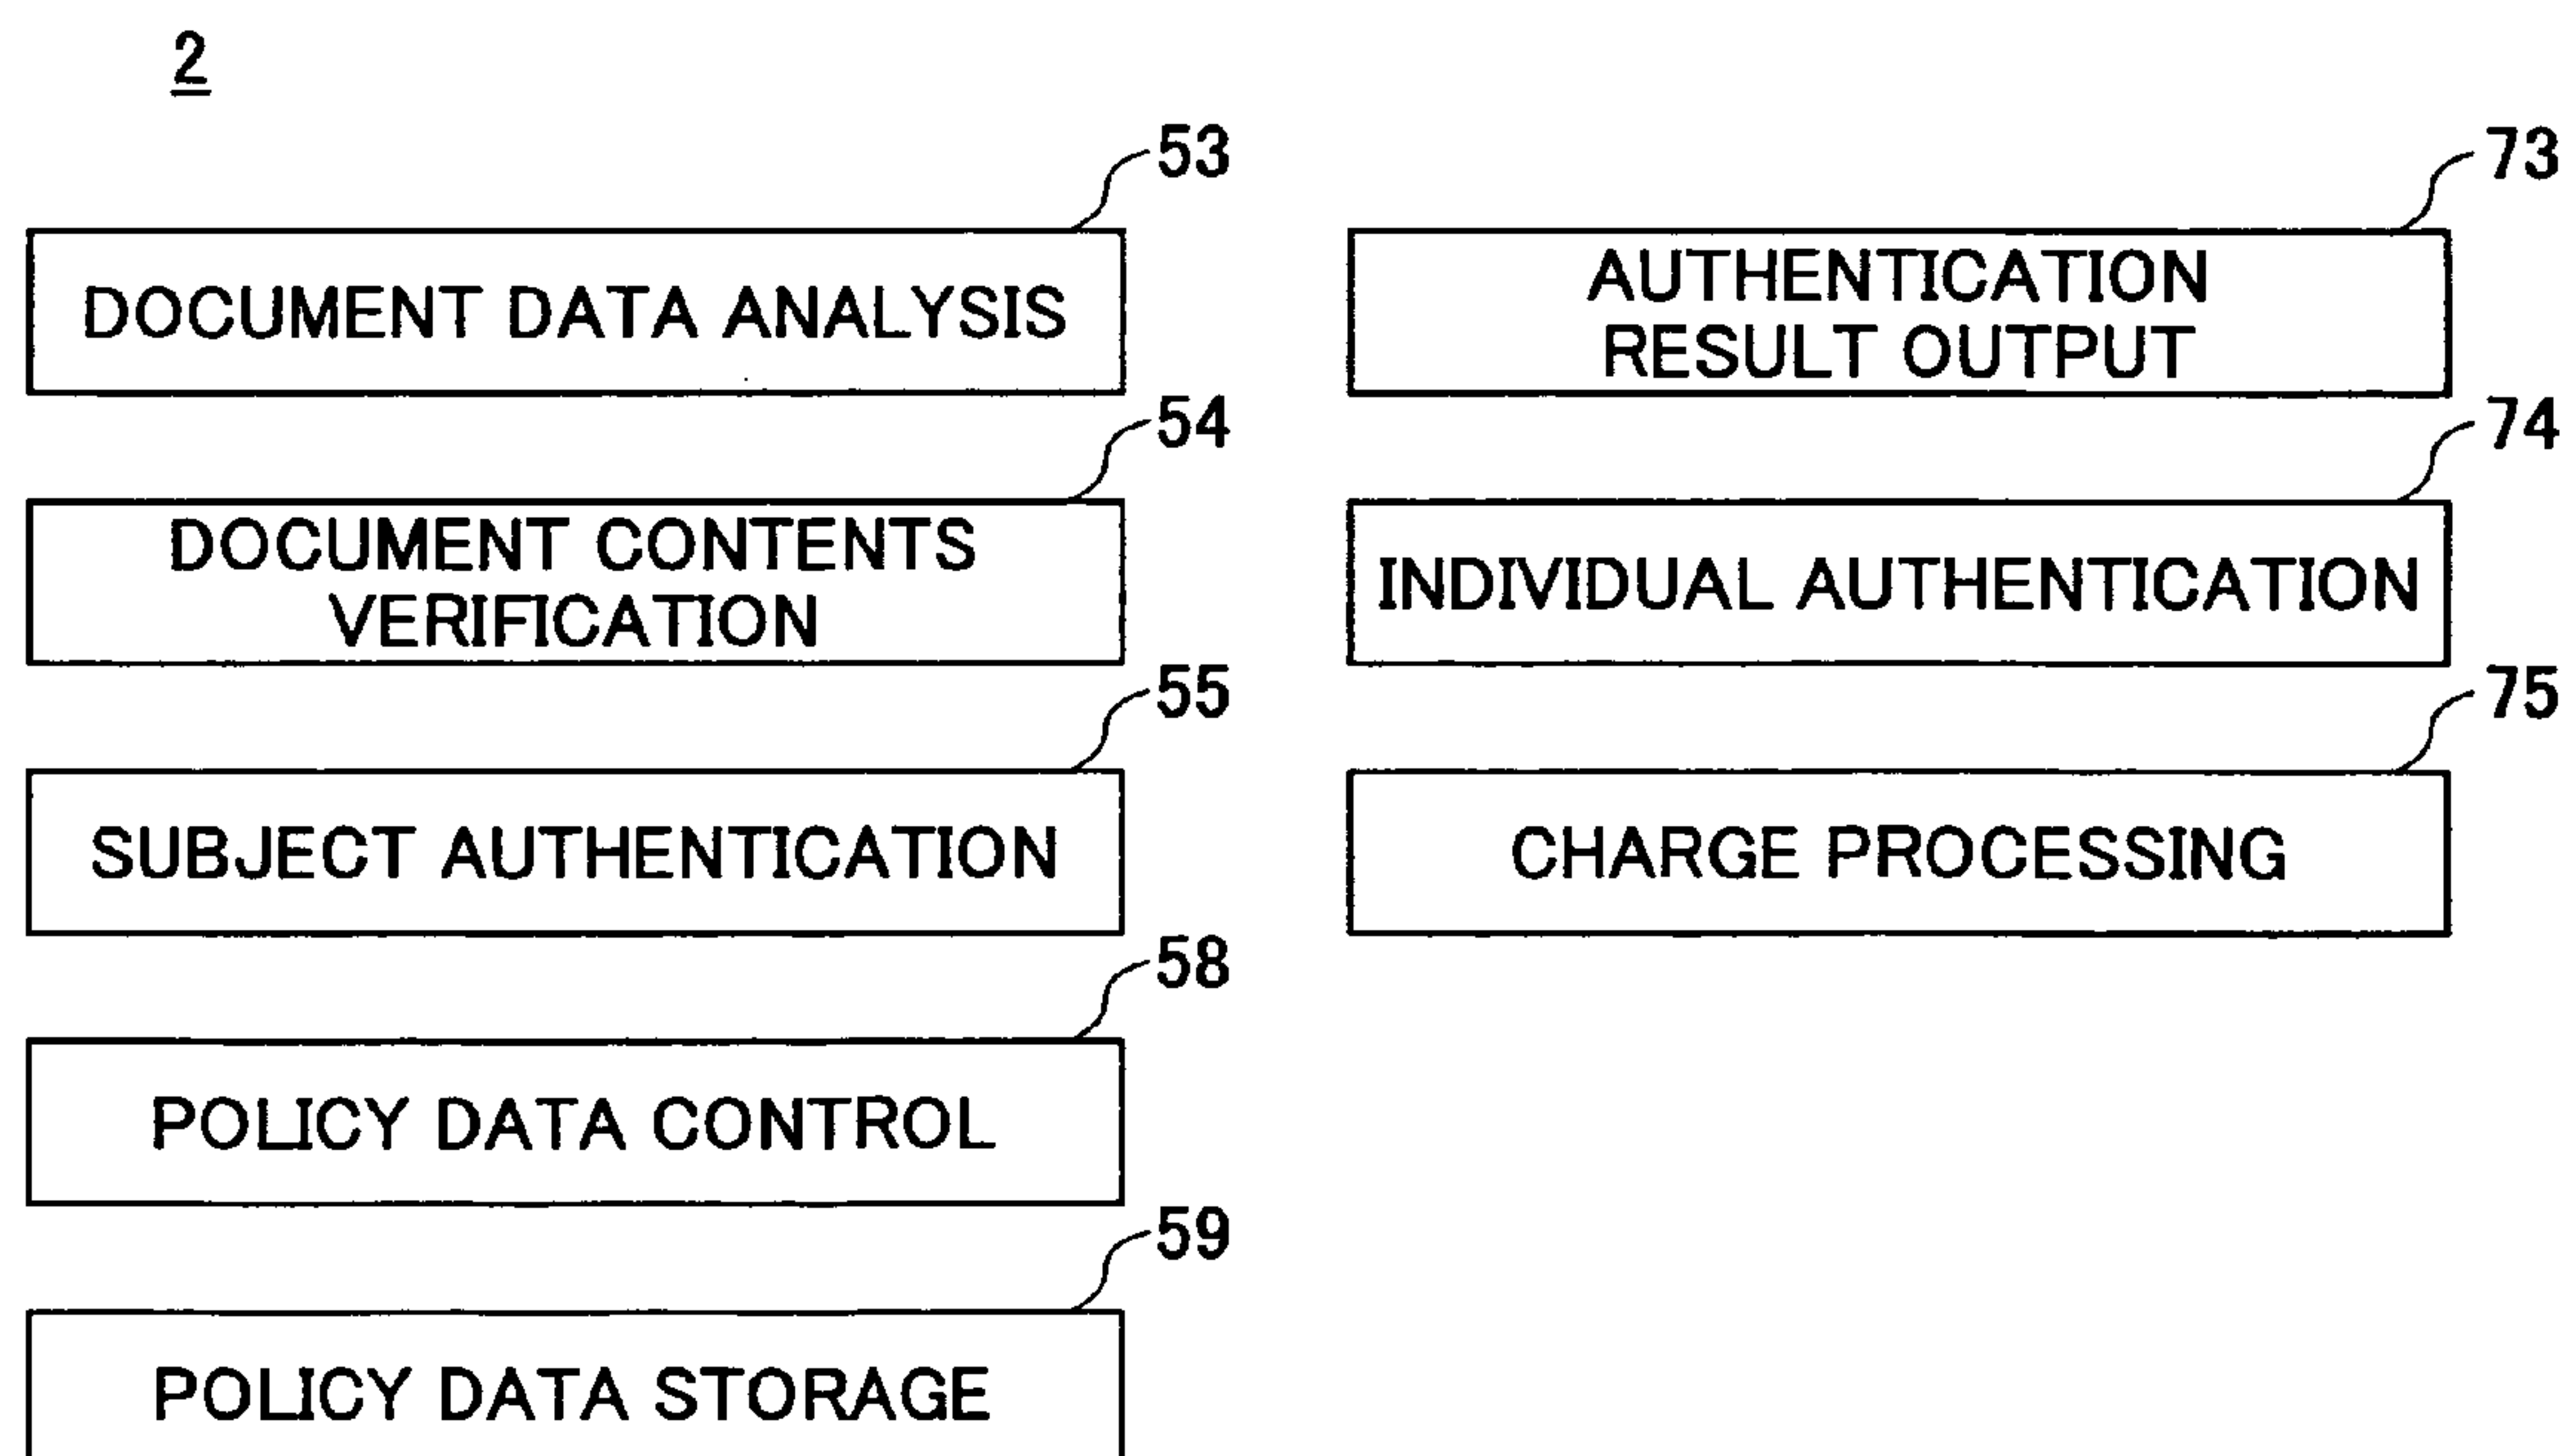 2
53
DOCUMENT DATA ANALYSIS
54
DOCUMENT CONTENTS
VERIFICATION
55
SUBJECT AUTHENTICATION
58
POLICY DATA CONTROL
59
POLICY DATA STORAGE
73
AUTHENTICATION
RESULT OUTPUT
74
INDIVIDUAL AUTHENTICATION
75
CHARGE PROCESSING